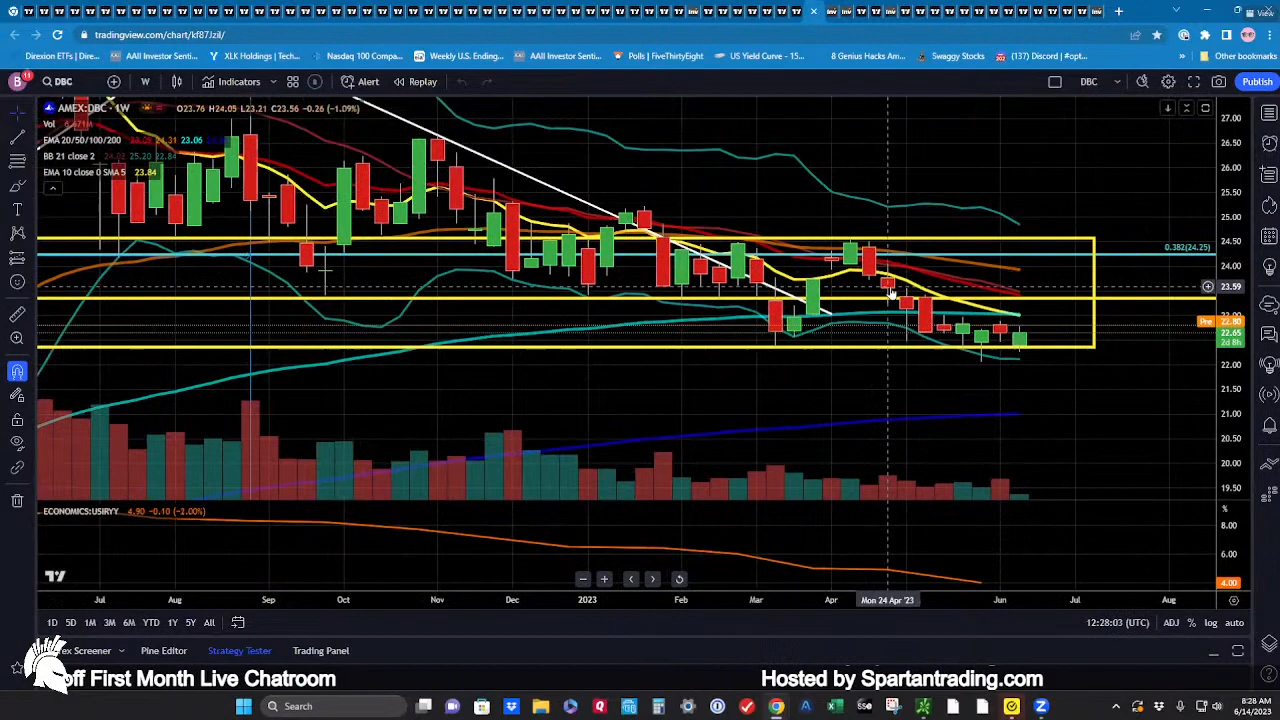 tradingview.com/chart/kf87Jzil/
Direxion ETFs
AAII Investor Senti...
XLK Holdings | Tech...
Nasdaq 100 Compa...
Weekly U.S. Ending...
AAII Investor Senti...
Polls | FiveThirtyEight
US Yield Curve - 15...
8 Genius Hacks Am...
Swaggy Stocks
(137) Discord | #opt...
Other bookmarks
View
B
11
DBC
W
Indicators
Alert
Replay
DBC
Publish
AMEX:DBC · 1W
O23.76 H24.05 L23.21 C23.56 -0.26 (-1.09%)
Vol
EMA 20/50/100/200
24.31 23.06
BB 21 close 2
25.20 22.84
EMA 10 close 0 SMA 5 23.84
27.00
26.50
26.00
25.50
25.00
24.50
0.382(24.25)
24.00
23.59
Pre 22.80
22.65
2d 8h
22.00
21.50
21.00
20.50
20.00
19.50
ECONOMICS:USIRYY 4.90 -0.10 (-2.00%)
%
8.00
6.00
4.00
Jul
Aug
Sep
Oct
Nov
Dec
2023
Feb
Mar
Apr
Mon 24 Apr '23
Jun
Jul
Aug
1D 5D 1M 3M 6M YTD 1Y 5Y All
12:28:03 (UTC)
ADJ % log auto
Screener
Pine Editor
Strategy Tester
Trading Panel
off First Month Live Chatroom
Hosted by Spartantrading.com
Search
8:28 AM
6/14/2023